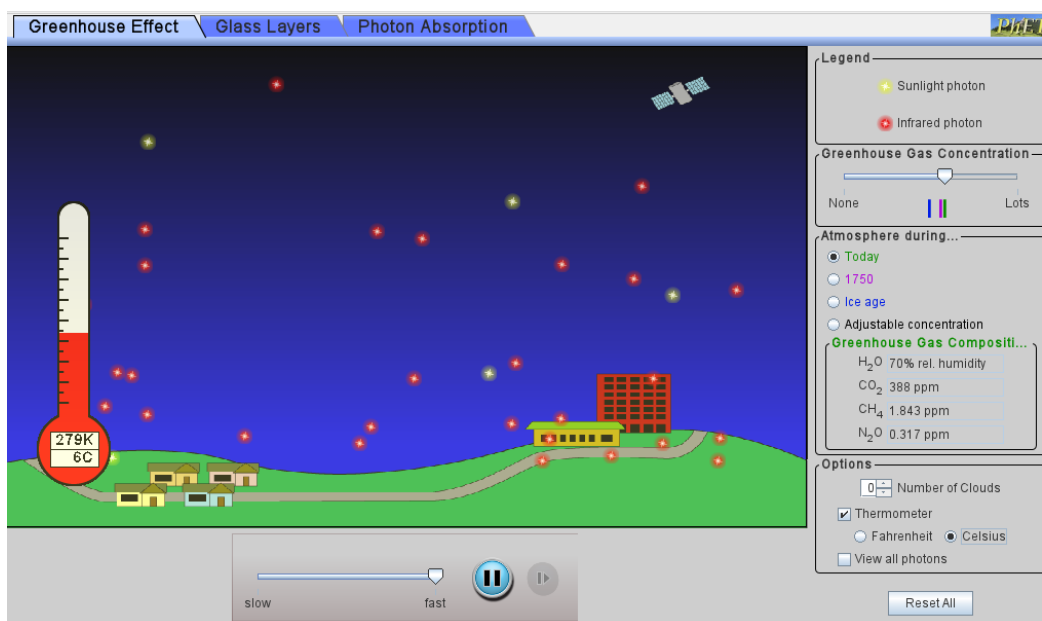 Greenhouse Effect
Glass Layers
Photon Absorption
Legend
Sunlight photon
Infrared photon
Greenhouse Gas Concentration
None
Lots
Atmosphere during...
Today
1750
Ice age
Adjustable concentration
Greenhouse Gas Compositi...
H2O 70% rel. humidity
CO2 388 ppm
CH4 1.843 ppm
N2O 0.317 ppm
279K
6C
Options
0 Number of Clouds
Thermometer
Fahrenheit Celsius
View all photons
slow
fast
Reset All